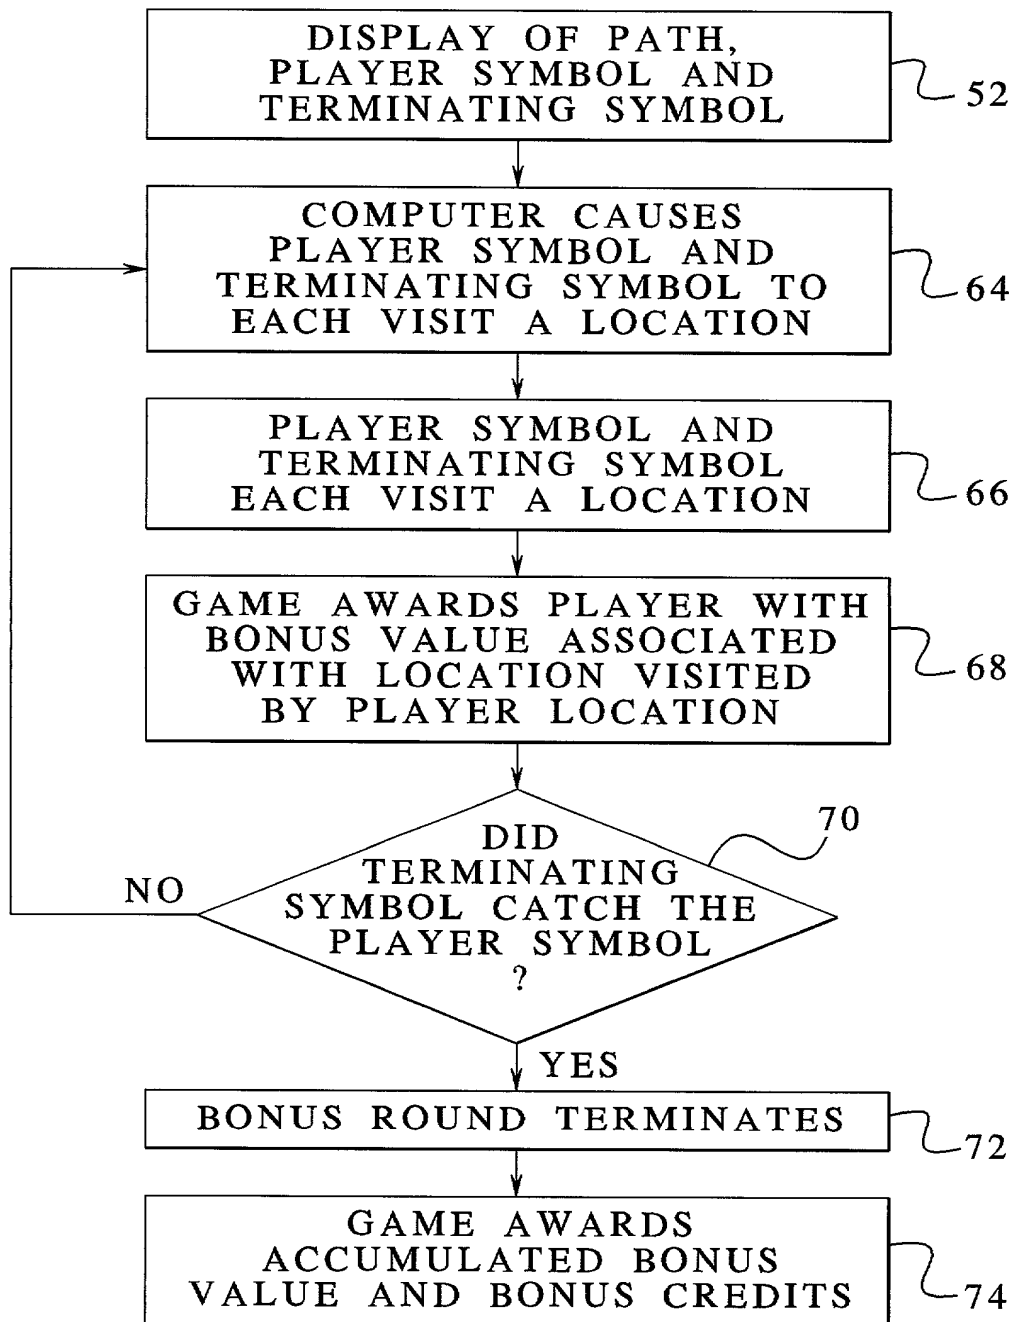 DISPLAY OF PATH,
PLAYER SYMBOL AND
TERMINATING SYMBOL
52
COMPUTER CAUSES
PLAYER SYMBOL AND
TERMINATING SYMBOL TO
EACH VISIT A LOCATION
64
PLAYER SYMBOL AND
TERMINATING SYMBOL
EACH VISIT A LOCATION
66
GAME AWARDS PLAYER WITH
BONUS VALUE ASSOCIATED
WITH LOCATION VISITED
BY PLAYER LOCATION
68
DID
TERMINATING
SYMBOL CATCH THE
PLAYER SYMBOL
?
70
NO
YES
BONUS ROUND TERMINATES
72
GAME AWARDS
ACCUMULATED BONUS
VALUE AND BONUS CREDITS
74